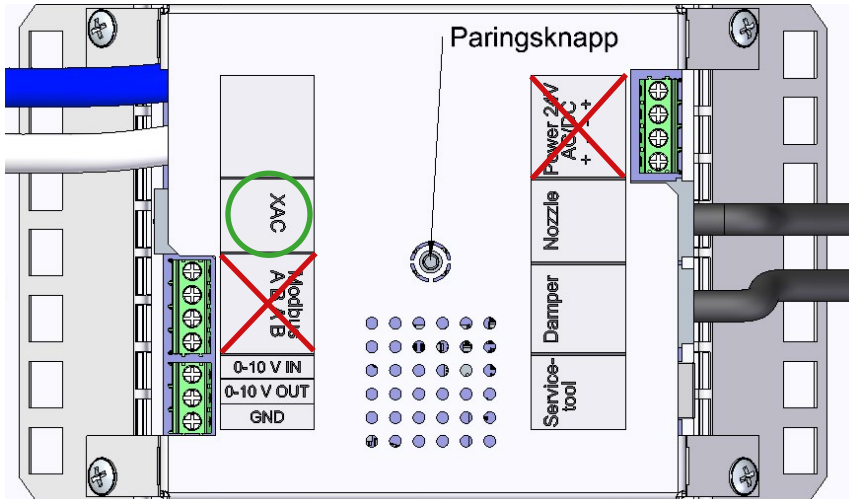 Paringsknapp
XAC
Modbus
A B A B
0-10 V IN
0-10 V OUT
GND
Power 24V
AC/DC
+ - - +
Nozzle
Damper
Service-
tool